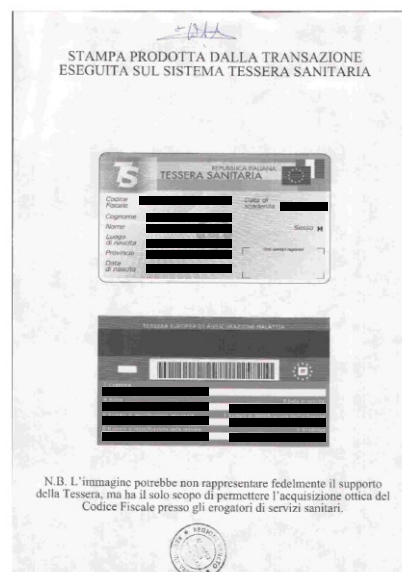 STAMPA PRODOTTA DALLA TRANSAZIONE
ESEGUITA SUL SISTEMA TESSERA SANITARIA
TS
REPUBBLICA ITALIANA
TESSERA SANITARIA
Codice
Fiscale
Data di
scadenza
Cognome
Nome
Sesso M
Luogo
di nascita
Provincia
Data
di nascita
TESSERA EUROPEA DI ASSICURAZIONE MALATTIA
N.B. L'immagine potrebbe non rappresentare fedelmente il supporto
della Tessera, ma ha il solo scopo di permettere l'acquisizione ottica del
Codice Fiscale presso gli erogatori di servizi sanitari.